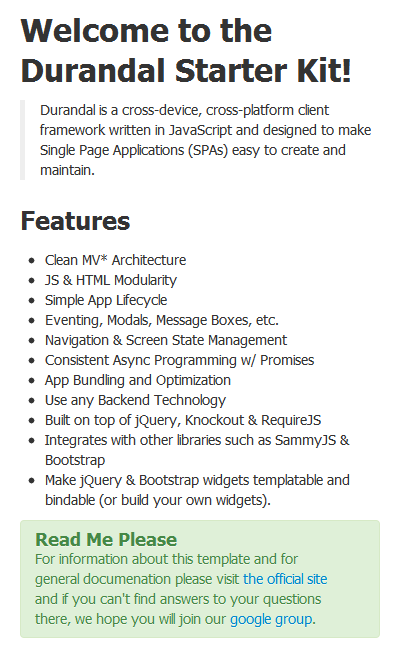 Welcome to the
Durandal Starter Kit!
Durandal is a cross-device, cross-platform client
framework written in JavaScript and designed to make
Single Page Applications (SPAs) easy to create and
maintain.
Features
Clean MV* Architecture
JS & HTML Modularity
Simple App Lifecycle
Eventing, Modals, Message Boxes, etc.
Navigation & Screen State Management
Consistent Async Programming w/ Promises
App Bundling and Optimization
Use any Backend Technology
Built on top of jQuery, Knockout & RequireJS
Integrates with other libraries such as SammyJS &
Bootstrap
Make jQuery & Bootstrap widgets templatable and
bindable (or build your own widgets).
Read Me Please
For information about this template and for
general documenation please visit the official site
and if you can't find answers to your questions
there, we hope you will join our google group.